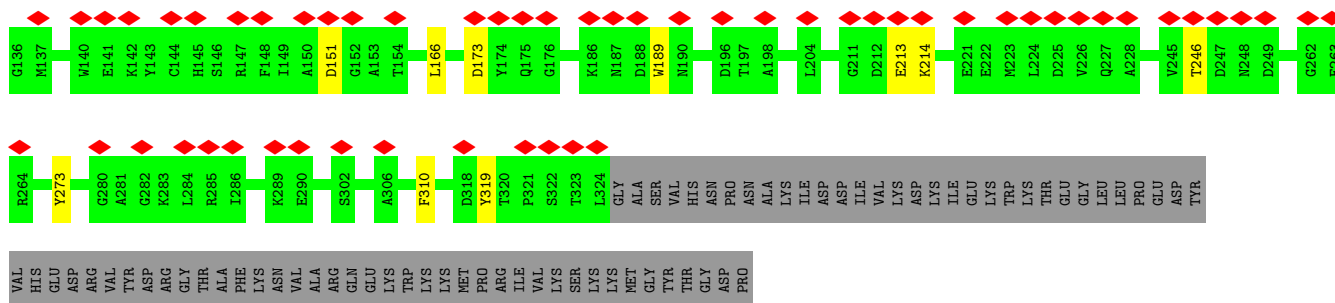 G136 M137 W140 E141 K142 Y143 C144 H145 S146 R147 F148 I149 A150 D151 G152 A153 T154 L166 D173 Y174 Q175 G176 K186 N187 D188 W189 N190 D196 T197 A198 L204 G211 D212 E213 K214 E221 E222 M223 L224 D225 V226 Q227 A228 V245 T246 D247 N248 D249 G262
R264 Y273 G280 A281 G282 K283 L284 R285 I286 K289 E290 S302 A306 F310 D318 Y319 T320 P321 S322 T323 L324 GLY ALA SER VAL HIS ASN PRO ASN ALA LYS ILE ASP ASP ILE VAL LYS ASP LYS ILE GLU LYS TRP LYS THR GLU GLY LEU LEU PRO GLU ASP TYR
VAL HIS GLU ASP ARG VAL TYR ASP ARG GLY THR ALA PHE LYS ASN VAL ALA ARG GLN GLU LYS TRP LYS LYS MET PRO ARG ILE VAL LYS SER LYS LYS MET GLY TYR THR GLY ASP PRO